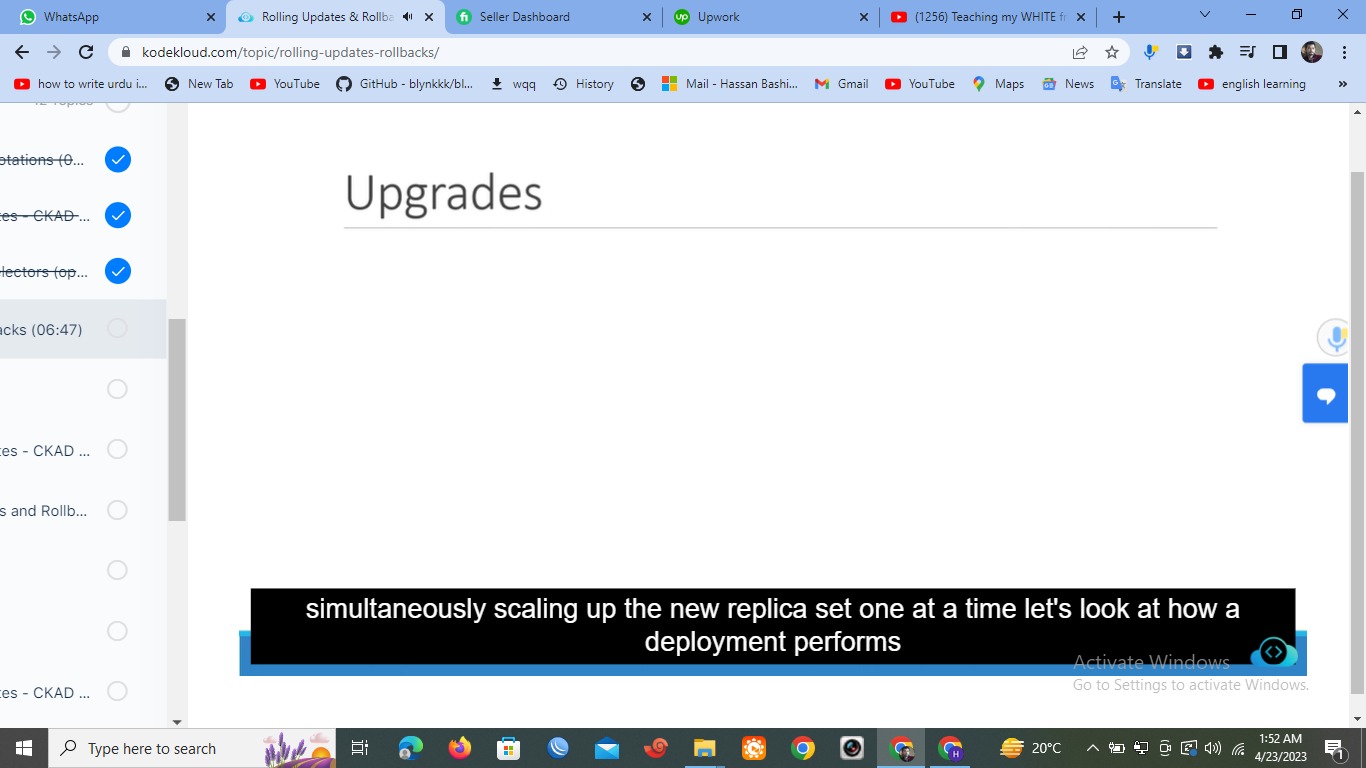 WhatsApp
Rolling Updates & Rollba
Seller Dashboard
Upwork
(1256) Teaching my WHITE fr
kodekloud.com/topic/rolling-updates-rollbacks/
how to write urdu i...
New Tab
YouTube
GitHub - blynkkk/bl...
wqq
History
Mail - Hassan Bashi...
Gmail
YouTube
Maps
News
Translate
english learning
»
12 Topics
otations (0...
tes - CKAD ...
electors (op...
acks (06:47)
tes - CKAD ...
s and Rollb...
tes - CKAD ...
Upgrades
simultaneously scaling up the new replica set one at a time let's look at how a
deployment performs
Activate Windows
Go to Settings to activate Windows.
Type here to search
20°C
1:52 AM
4/23/2023
1